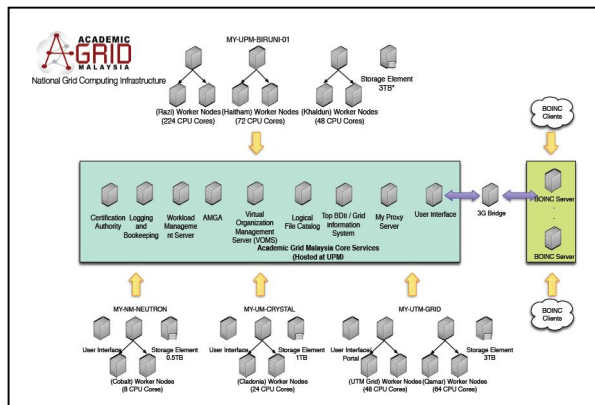 ACADEMIC
GRID
MALAYSIA
National Grid Computing Infrastructure
MY-UPM-BIRUNI-01
Storage Element
3TB*
(Razi) Worker Nodes
(224 CPU Cores)
(Haitham) Worker Nodes
(72 CPU Cores)
(Khaldun) Worker Nodes
(48 CPU Cores)
BOINC
Clients
Certification
Authority
Logging
and
Bookeeping
Workload
Manageme
nt Server
AMGA
Virtual
Organization
Management
Server (VOMS)
Logical
File Catalog
Top BDII / Grid
information
System
My Proxy
Server
User Interface
3G Bridge
BOINC Server
.
.
BOINC Server
Academic Grid Malaysia Core Services
(Hosted at UPM)
MY-NM-NEUTRON
User Interface
Storage Element
0.5TB
(Cobalt) Worker Nodes
(8 CPU Cores)
MY-UM-CRYSTAL
User Interface
Storage Element
1TB
(Cladonia) Worker Nodes
(24 CPU Cores)
MY-UTM-GRID
User Interface/
Portal
Storage Element
3TB
(UTM Grid) Worker Nodes
(48 CPU Cores)
(Qamar) Worker Nodes
(64 CPU Cores)
BOINC
Clients